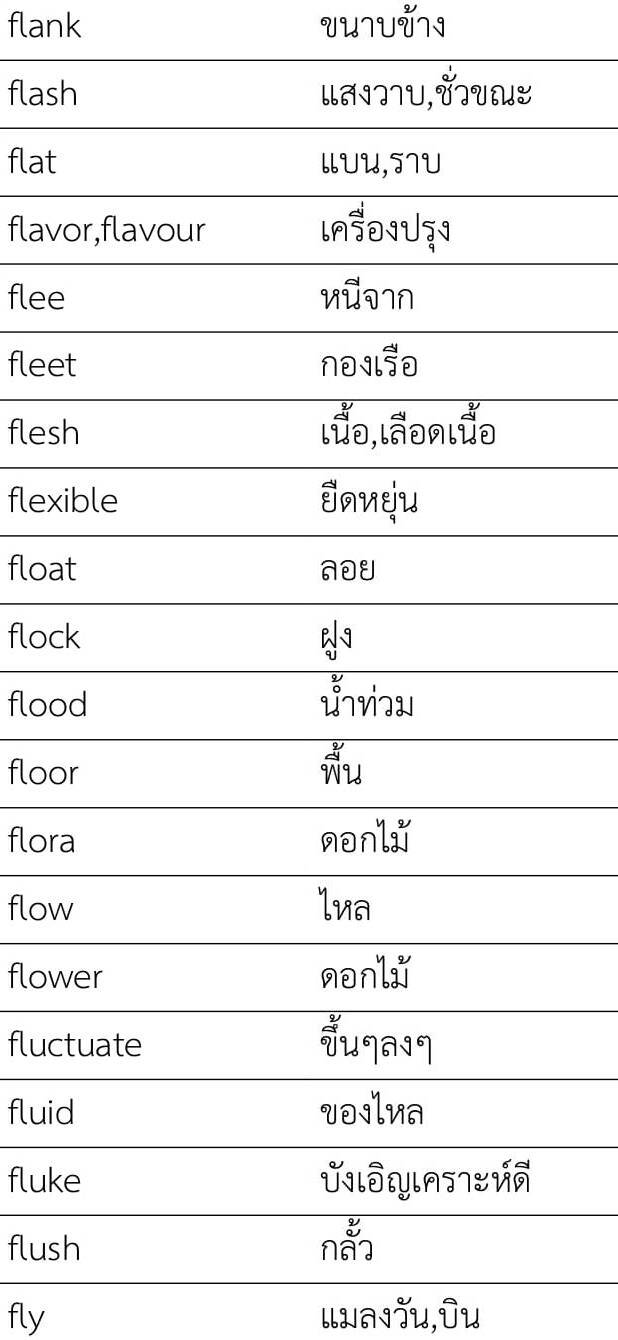 flank ขนาบข้าง
flash แสงวาบ,ชั่วขณะ
flat แบน,ราบ
flavor,flavour เครื่องปรุง
flee หนีจาก
fleet กองเรือ
flesh เนื้อ,เลือดเนื้อ
flexible ยืดหยุ่น
float ลอย
flock ฝูง
flood น้ำท่วม
floor พื้น
flora ดอกไม้
flow ไหล
flower ดอกไม้
fluctuate ขึ้นๆลงๆ
fluid ของไหล
fluke บังเอิญเคราะห์ดี
flush กลั้ว
fly แมลงวัน,บิน